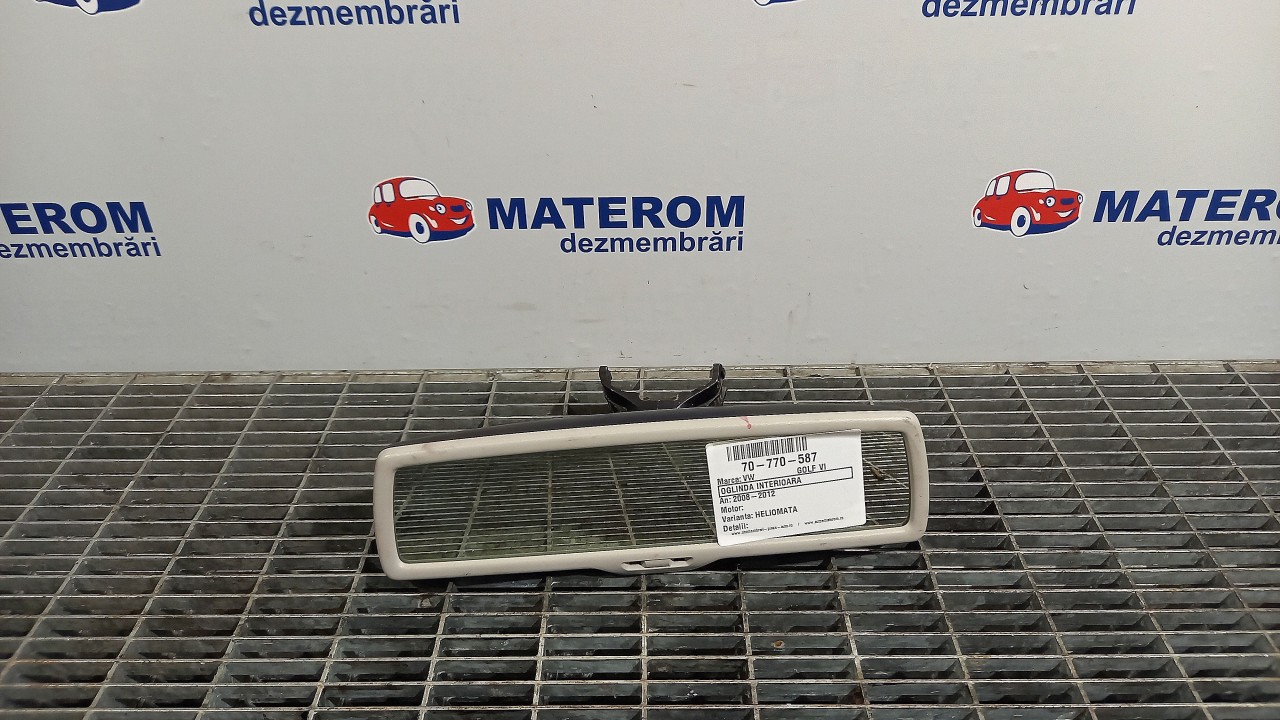 dezmembrări
dezmembrări
EROM
dezmembrări
MATEROM
dezmembrări
MATEROM
dezmem
70-770-587
Marca: VW GOLF VI
OGLINDA INTERIOARA
An: 2008-2012
Motor:
Varianta: HELIOMATA
Detalii: